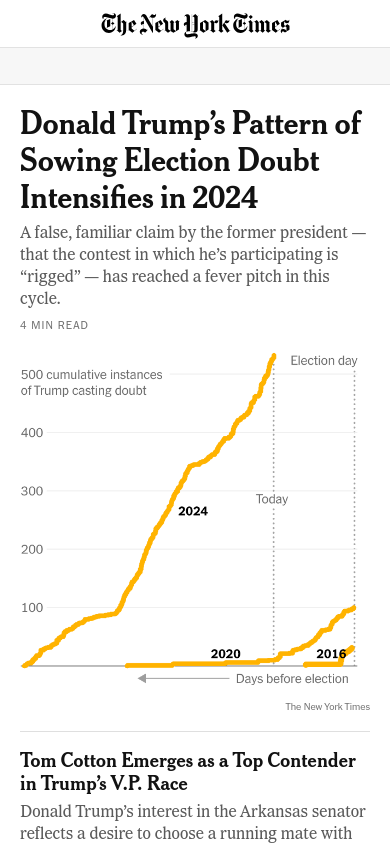 The New York Times
Donald Trump’s Pattern of
Sowing Election Doubt
Intensifies in 2024
A false, familiar claim by the former president —
that the contest in which he’s participating is
“rigged” — has reached a fever pitch in this
cycle.
4 MIN READ
Election day
500 cumulative instances
of Trump casting doubt
400
300
Today
2024
200
100
2020
2016
Days before election
The New York Times
Tom Cotton Emerges as a Top Contender
in Trump’s V.P. Race
Donald Trump’s interest in the Arkansas senator
reflects a desire to choose a running mate with